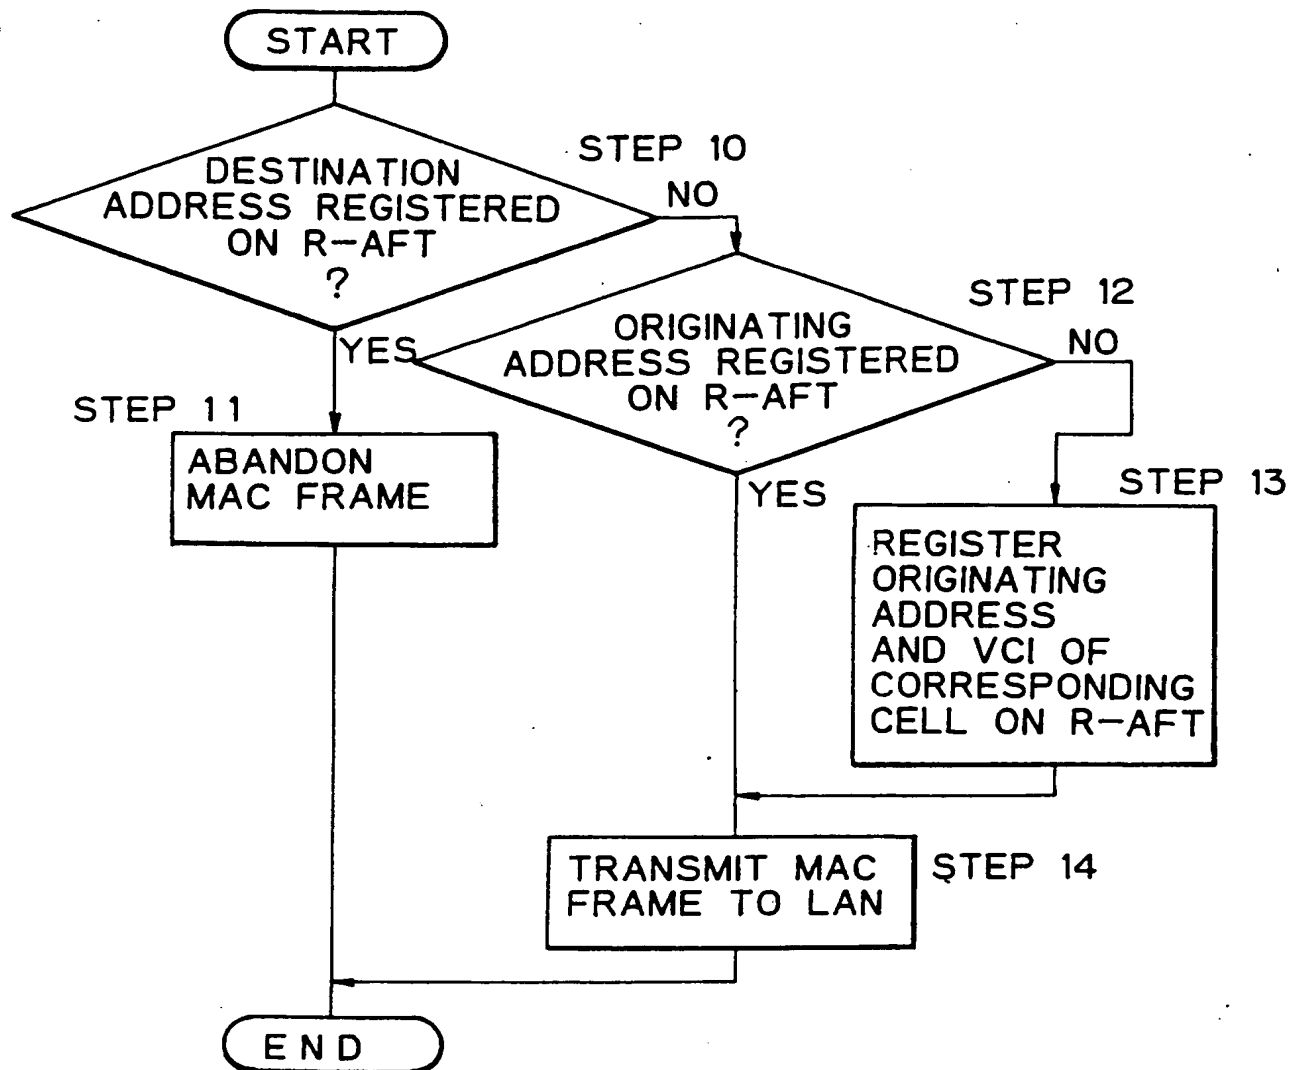 START
STEP 10
DESTINATION
ADDRESS REGISTERED
ON R-AFT
?
NO
YES
STEP 12
ORIGINATING
ADDRESS REGISTERED
ON R-AFT
?
NO
YES
STEP 11
ABANDON
MAC FRAME
STEP 13
REGISTER
ORIGINATING
ADDRESS
AND VCI OF
CORRESPONDING
CELL ON R-AFT
TRANSMIT MAC
FRAME TO LAN
STEP 14
END